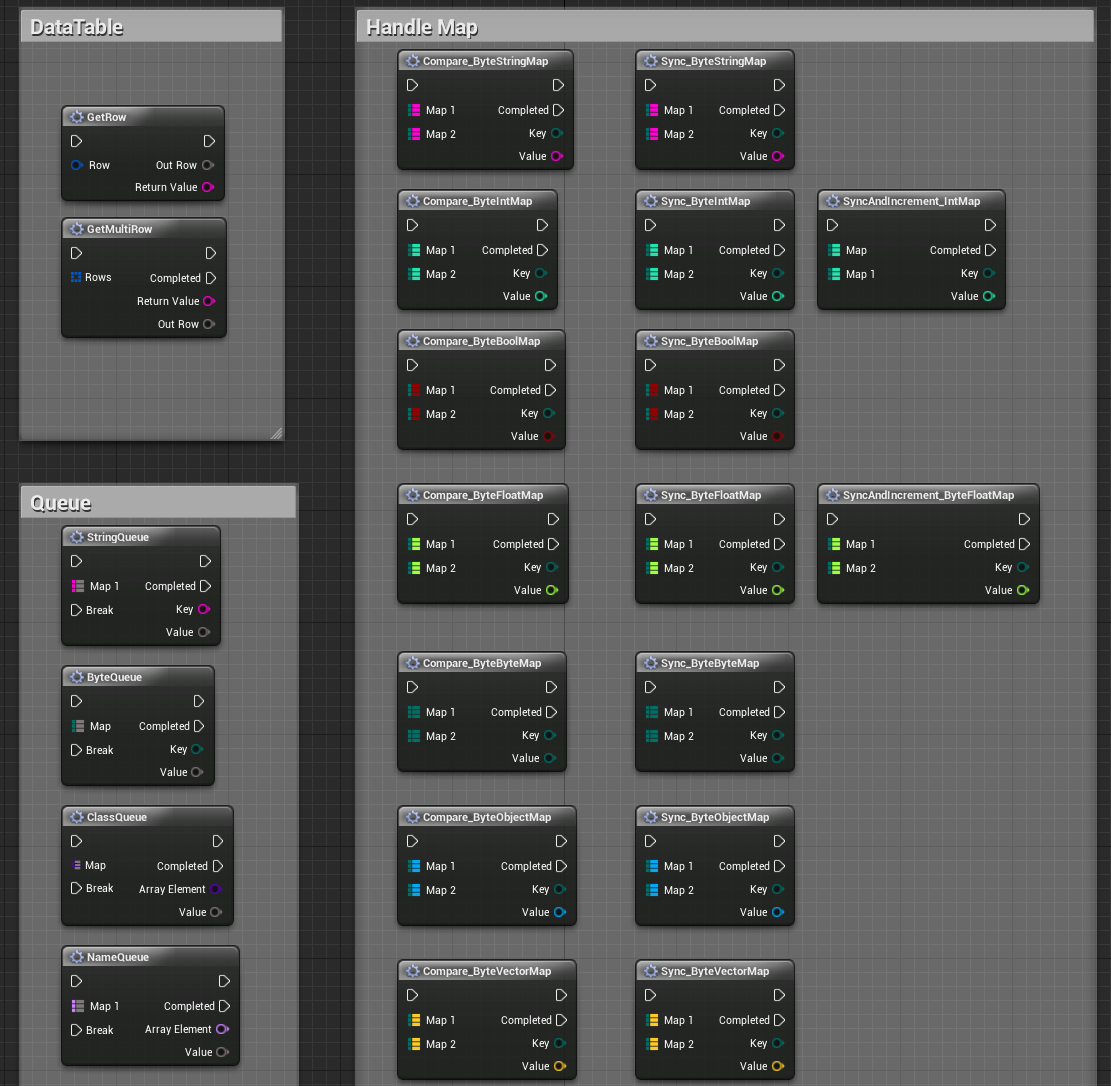 DataTable
GetRow
Row Out Row
Return Value
GetMultiRow
Rows Completed
Return Value
Out Row
Queue
StringQueue
Map 1 Completed
Break Key
Value
ByteQueue
Map Completed
Break Key
Value
ClassQueue
Map Completed
Break Array Element
Value
NameQueue
Map 1 Completed
Break Array Element
Value
Handle Map
Compare_ByteStringMap
Map 1 Completed
Map 2 Key
Value
Sync_ByteStringMap
Map 1 Completed
Map 2 Key
Value
Compare_ByteIntMap
Map 1 Completed
Map 2 Key
Value
Sync_ByteIntMap
Map 1 Completed
Map 2 Key
Value
SyncAndIncrement_IntMap
Map Completed
Map 1 Key
Value
Compare_ByteBoolMap
Map 1 Completed
Map 2 Key
Value
Sync_ByteBoolMap
Map 1 Completed
Map 2 Key
Value
Compare_ByteFloatMap
Map 1 Completed
Map 2 Key
Value
Sync_ByteFloatMap
Map 1 Completed
Map 2 Key
Value
SyncAndIncrement_ByteFloatMap
Map 1 Completed
Map 2 Key
Value
Compare_ByteByteMap
Map 1 Completed
Map 2 Key
Value
Sync_ByteByteMap
Map 1 Completed
Map 2 Key
Value
Compare_ByteObjectMap
Map 1 Completed
Map 2 Key
Value
Sync_ByteObjectMap
Map 1 Completed
Map 2 Key
Value
Compare_ByteVectorMap
Map 1 Completed
Map 2 Key
Value
Sync_ByteVectorMap
Map 1 Completed
Map 2 Key
Value